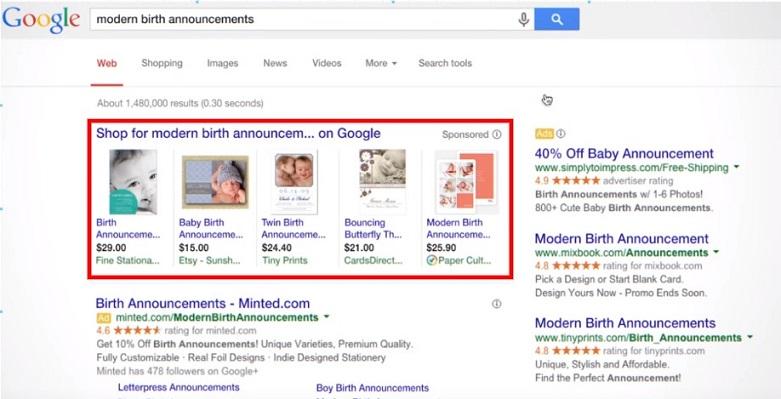 Google
modern birth announcements
Web Shopping Images News Videos More Search tools
About 1,480,000 results (0.30 seconds)
Shop for modern birth announcem... on Google
Sponsored
Birth
Announceme...
$29.00
Fine Stationa...
Baby Birth
Announceme...
$15.00
Etsy - Sunsh...
Twin Birth
Announceme...
$24.40
Tiny Prints
Bouncing
Butterfly Th...
$21.00
CardsDirect...
Modern Birth
Announceme...
$25.90
Paper Cult...
Birth Announcements - Minted.com
Ad minted.com/ModernBirthAnnouncements
4.6 ★★★★★ rating for minted.com
Get 10% Off Birth Announcements! Unique Varieties, Premium Quality.
Fully Customizable · Real Foil Designs · Indie Designed Stationery
Minted has 478 followers on Google+
Letterpress Announcements Boy Birth Announcements
Ads
40% Off Baby Announcement
www.simplytoimpress.com/Free-Shipping
4.9 ★★★★★ advertiser rating
Birth Announcements w/ 1-6 Photos!
800+ Cute Baby Birth Announcements.
Modern Birth Announcement
www.mixbook.com/Announcements
4.8 ★★★★★ rating for mixbook.com
Pick a Design or Start Blank Card.
Design Yours Now - Promo Ends Soon.
Modern Birth Announcements
www.tinyprints.com/Birth_Announcements
4.8 ★★★★★ rating for tinyprints.com
Unique, Stylish and Affordable.
Find the Perfect Announcement!